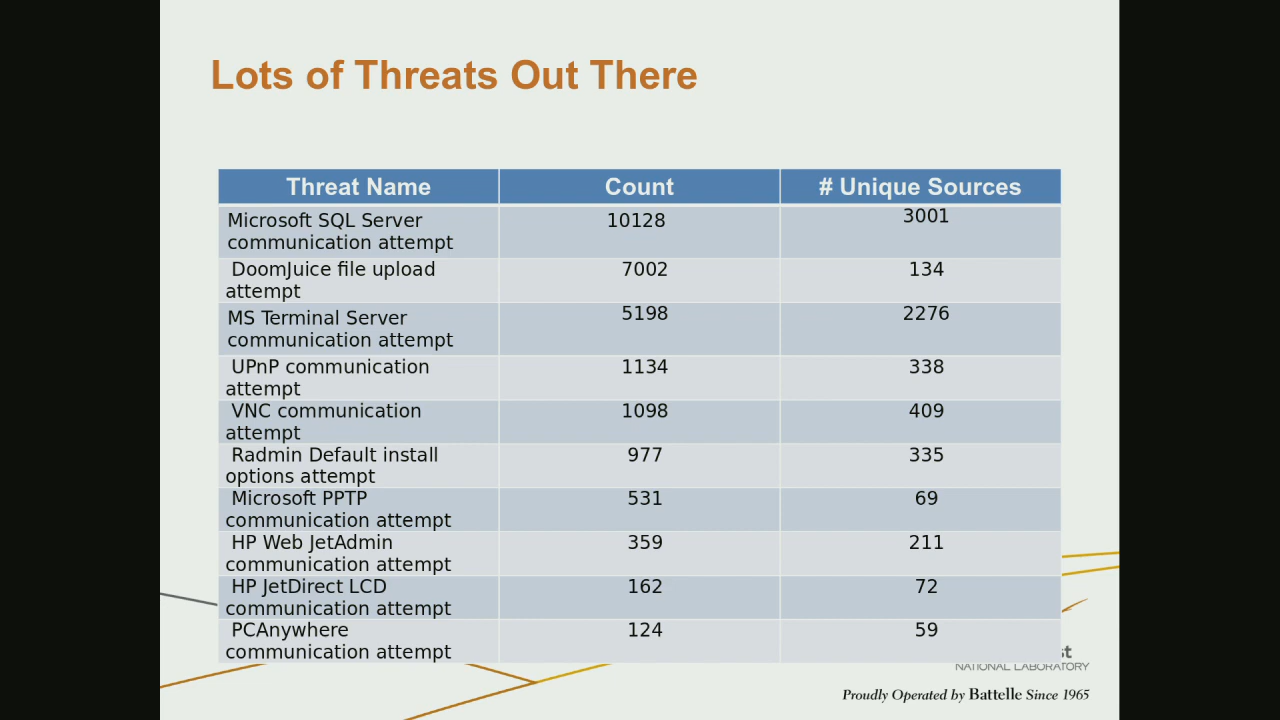 Lots of Threats Out There
Threat Name Count # Unique Sources
Microsoft SQL Server
communication attempt 10128 3001
DoomJuice file upload
attempt 7002 134
MS Terminal Server
communication attempt 5198 2276
UPnP communication
attempt 1134 338
VNC communication
attempt 1098 409
Radmin Default install
options attempt 977 335
Microsoft PPTP
communication attempt 531 69
HP Web JetAdmin
communication attempt 359 211
HP JetDirect LCD
communication attempt 162 72
PCAnywhere
communication attempt 124 59
NATIONAL LABORATORY
Proudly Operated by Battelle Since 1965